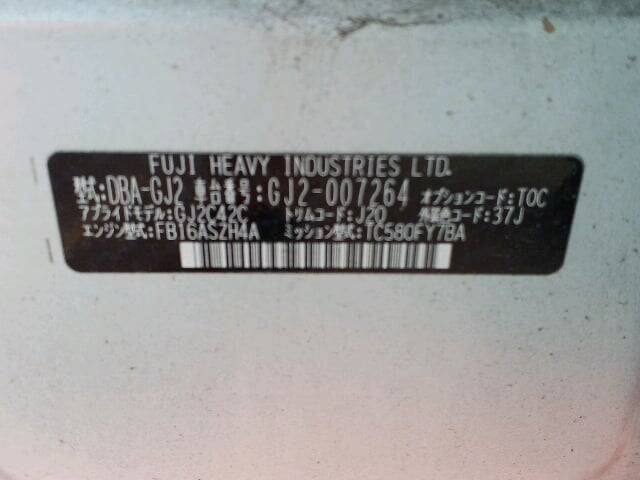 FUJI HEAVY INDUSTRIES LTD.
型式:DBA-GJ2 車台番号:GJ2-007264 オプションコード:TOC
アプライドモデル:GJ2C42C トリムコード:J20 外装色コード:37J
エンジン型式:FB16ASZH4A ミッション型式:TC580FY7BA